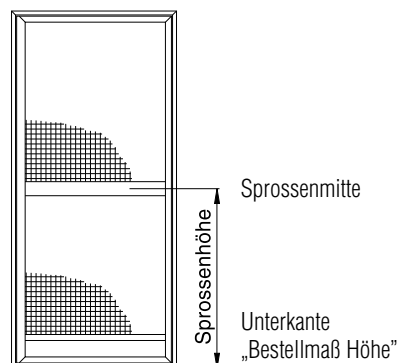 Sprossenmitte
Sprossenhöhe
Unterkante
„Bestellmaß Höhe”